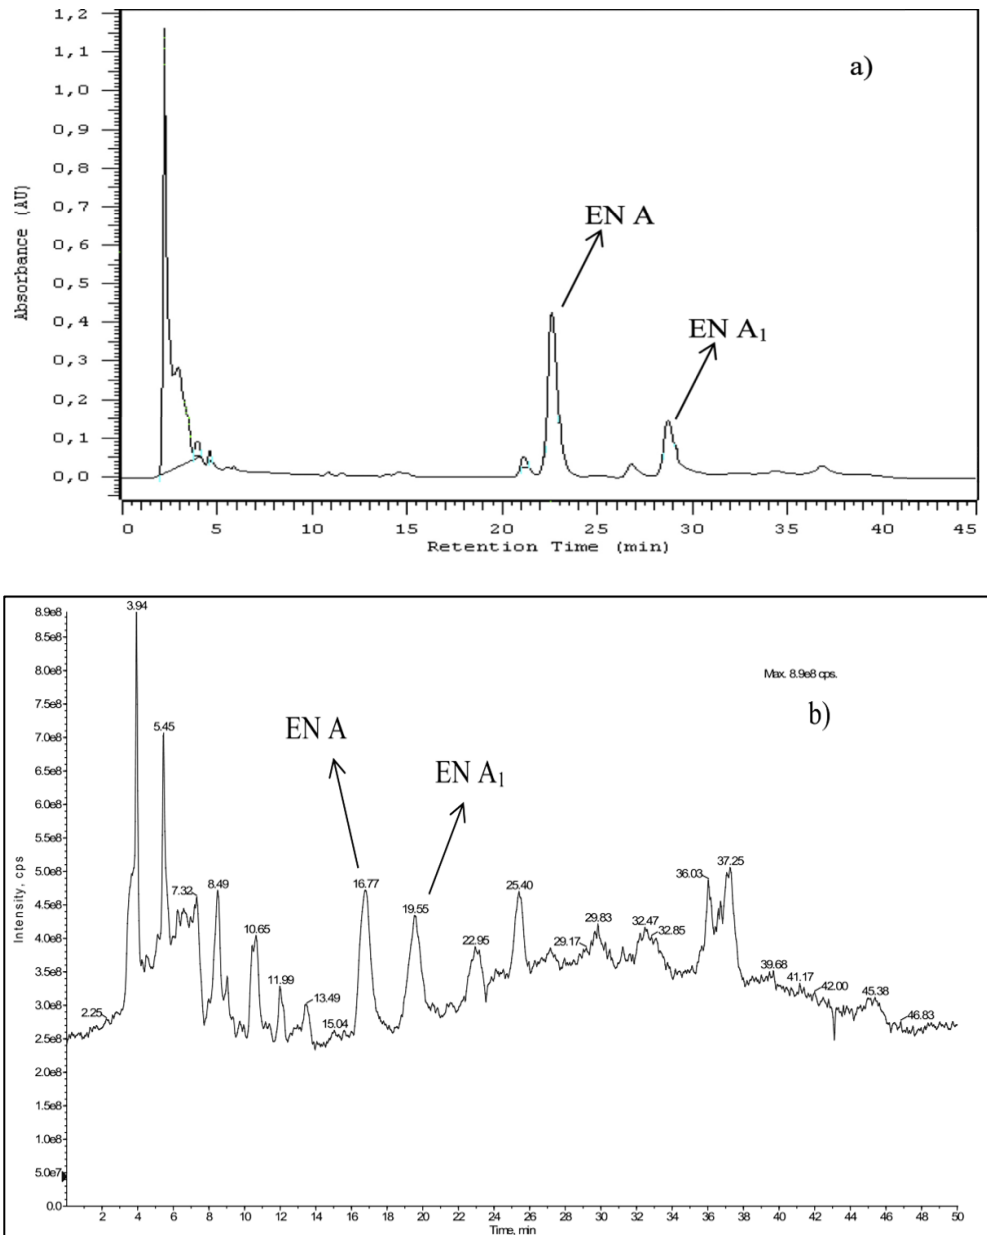 1,2
1,1
a)
1,0
0,9
0,8
0,7
EN A
0,6
0,5
EN A1
0,4
0,3
0,2
0,1
0,0
Absorbance (AU)
0 5 10 15 20 25 30 35 40 45
Retention Time (min)
8.9e8
3.94
8.5e8
8.0e8
Max. 8.9e8 cps.
7.5e8
b)
EN A
7.0e8
5.45
EN A1
6.5e8
6.0e8
5.5e8
5.0e8
37.25
36.03
7.32
8.49
16.77
25.40
4.5e8
19.55
29.83
32.47
32.85
4.0e8
10.65
22.95
29.17
3.5e8
11.99
39.68
41.17
42.00
45.38
3.0e8
13.49
2.25
15.04
46.83
2.5e8
2.0e8
1.5e8
1.0e8
5.0e7
0.0
Intensity, cps
2 4 6 8 10 12 14 16 18 20 22 24 26 28 30 32 34 36 38 40 42 44 46 48 50
Time, min